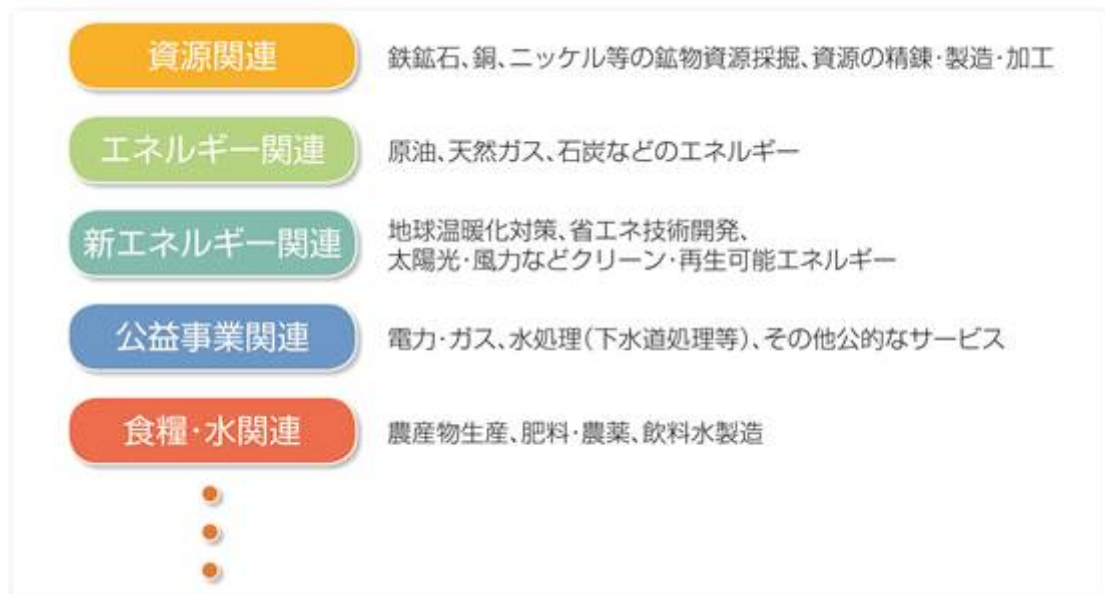 資源関連
鉄鉱石、銅、ニッケル等の鉱物資源採掘、資源の精錬・製造・加工
エネルギー関連
原油、天然ガス、石炭などのエネルギー
新エネルギー関連
地球温暖化対策、省エネ技術開発、
太陽光・風力などクリーン・再生可能エネルギー
公益事業関連
電力・ガス、水処理(下水道処理等)、その他公的なサービス
食糧・水関連
農産物生産、肥料・農薬、飲料水製造